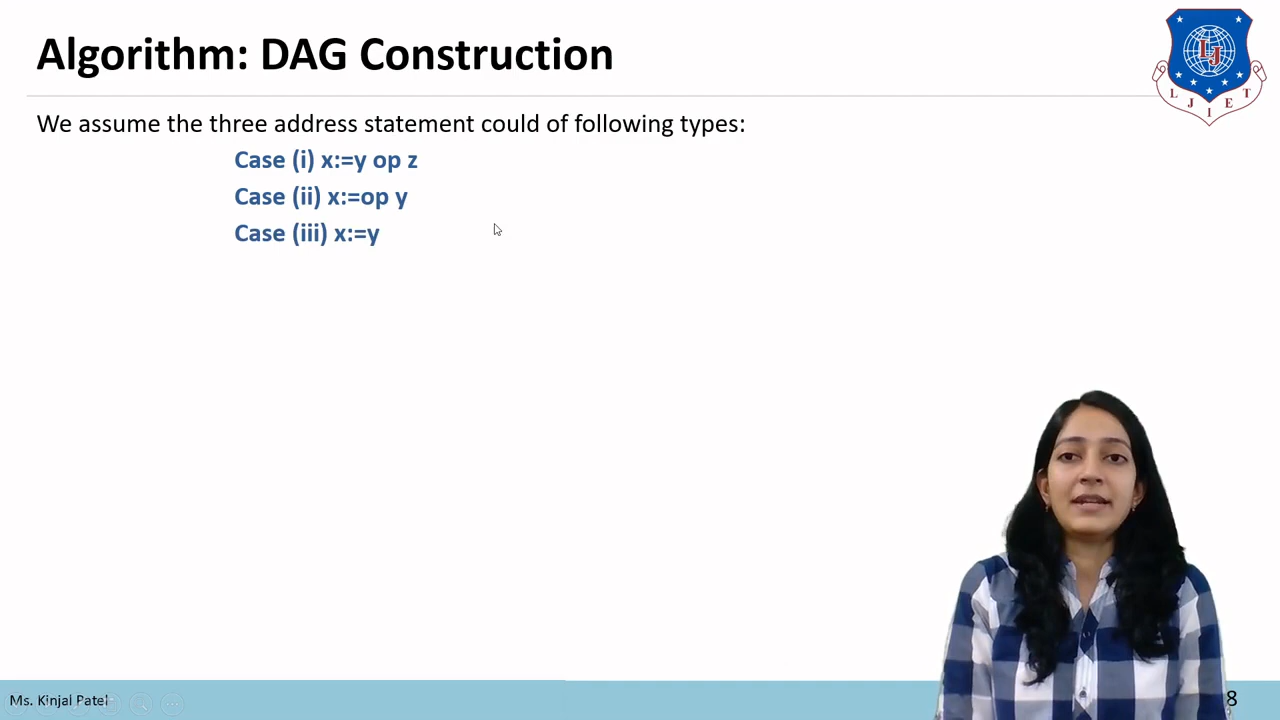 Algorithm: DAG Construction
LJ
L J I E T
We assume the three address statement could of following types:
Case (i) x:=y op z
Case (ii) x:=op y
Case (iii) x:=y
Ms. Kinjal Patel
8